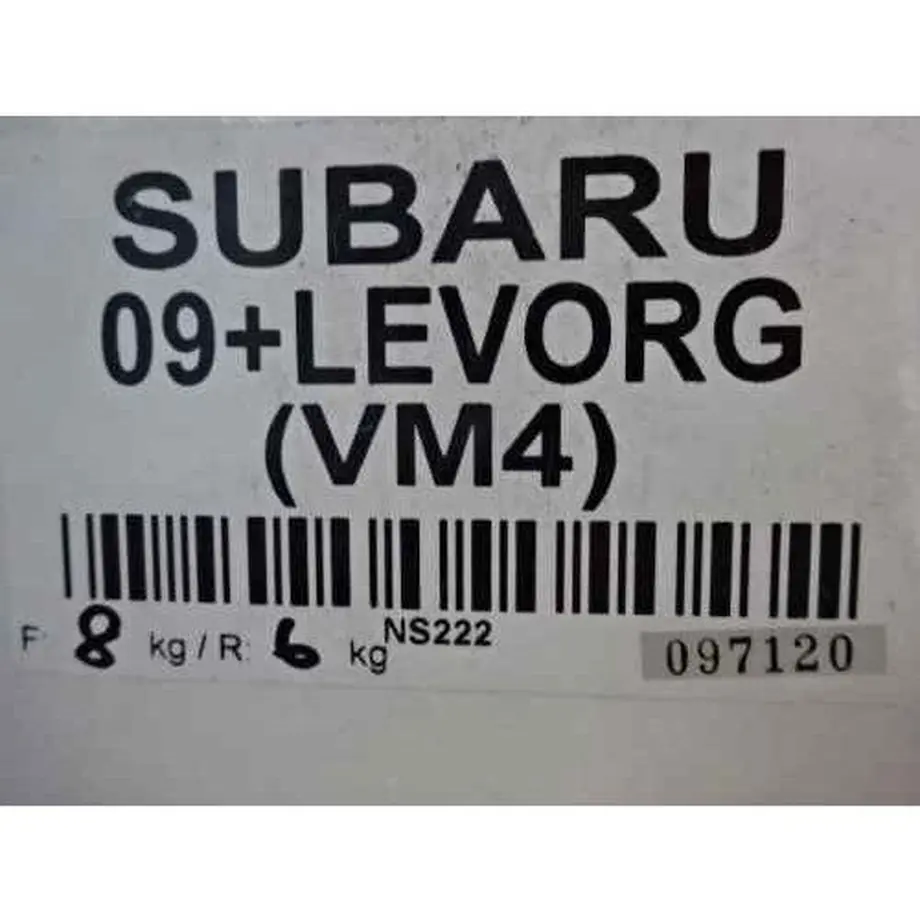 SUBARU
09+LEVORG
(VM4)
F: 8 kg / R: 6 kg NS222
097120